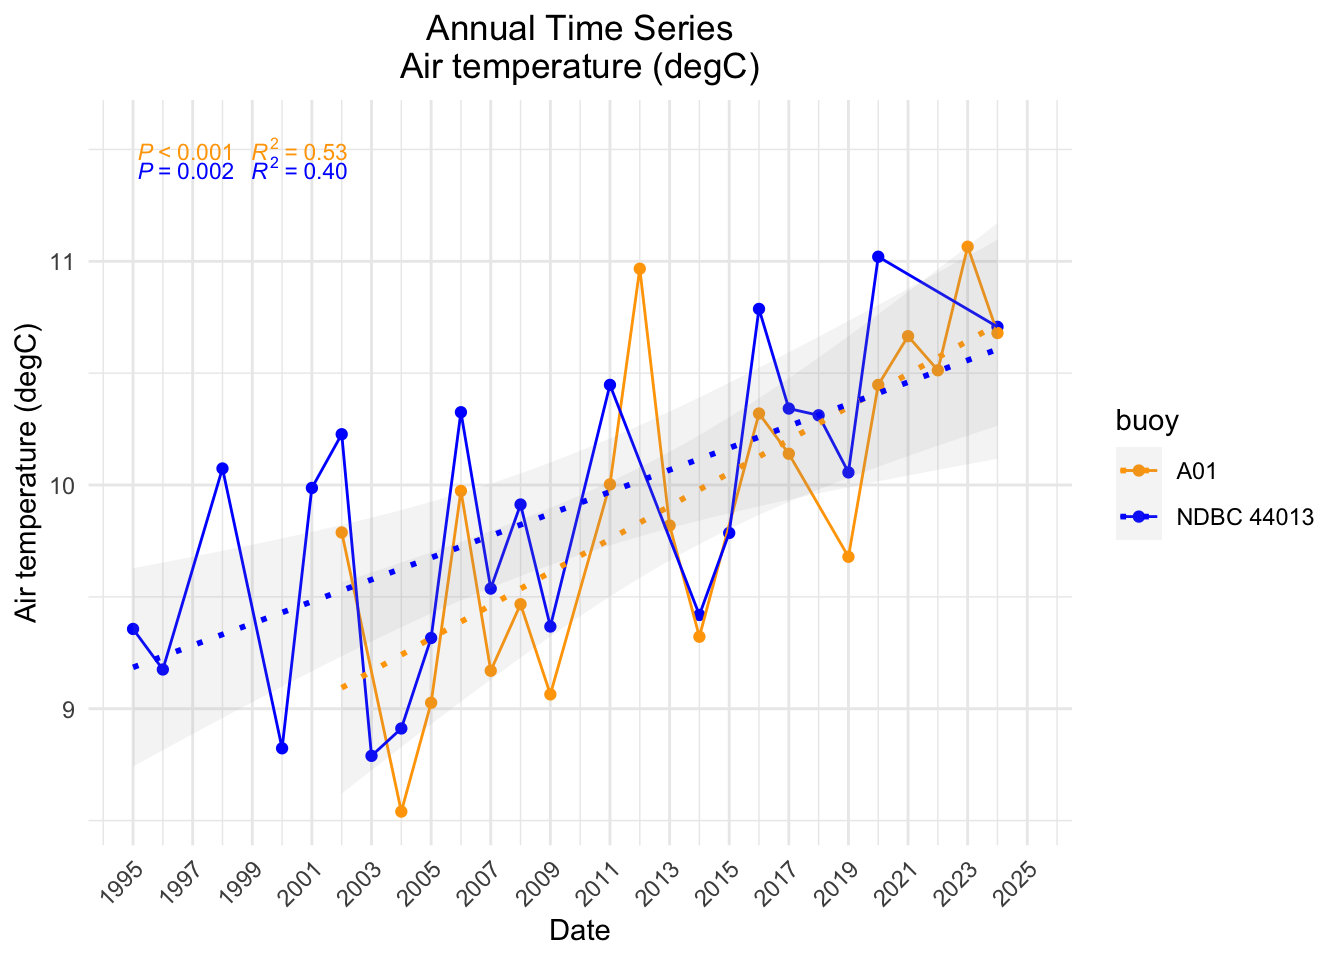 Annual Time Series
Air temperature (degC)
P < 0.001 R² = 0.53
P = 0.002 R² = 0.40
Air temperature (degC)
11
10
9
1995 1997 1999 2001 2003 2005 2007 2009 2011 2013 2015 2017 2019 2021 2023 2025
Date
buoy
A01
NDBC 44013